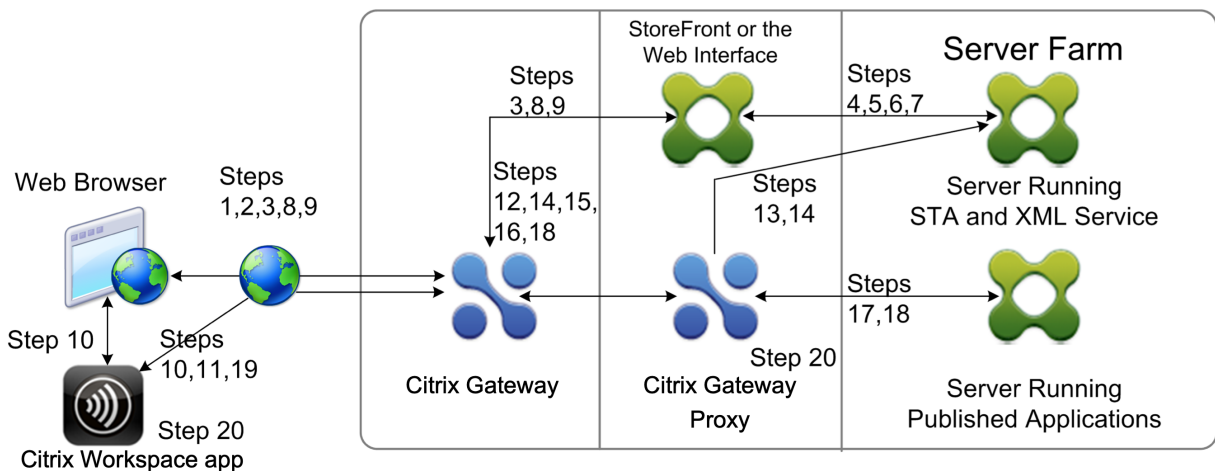 StoreFront or the
Web Interface
Server Farm
Steps
3,8,9
Steps
4,5,6,7
Web Browser
Steps
1,2,3,8,9
Steps
12,14,15,
16,18
Steps
13,14
Server Running
STA and XML Service
Steps
17,18
Step 10
Steps
10,11,19
Step 20
Citrix Gateway
Citrix Gateway
Proxy
Server Running
Published Applications
Step 20
Citrix Workspace app